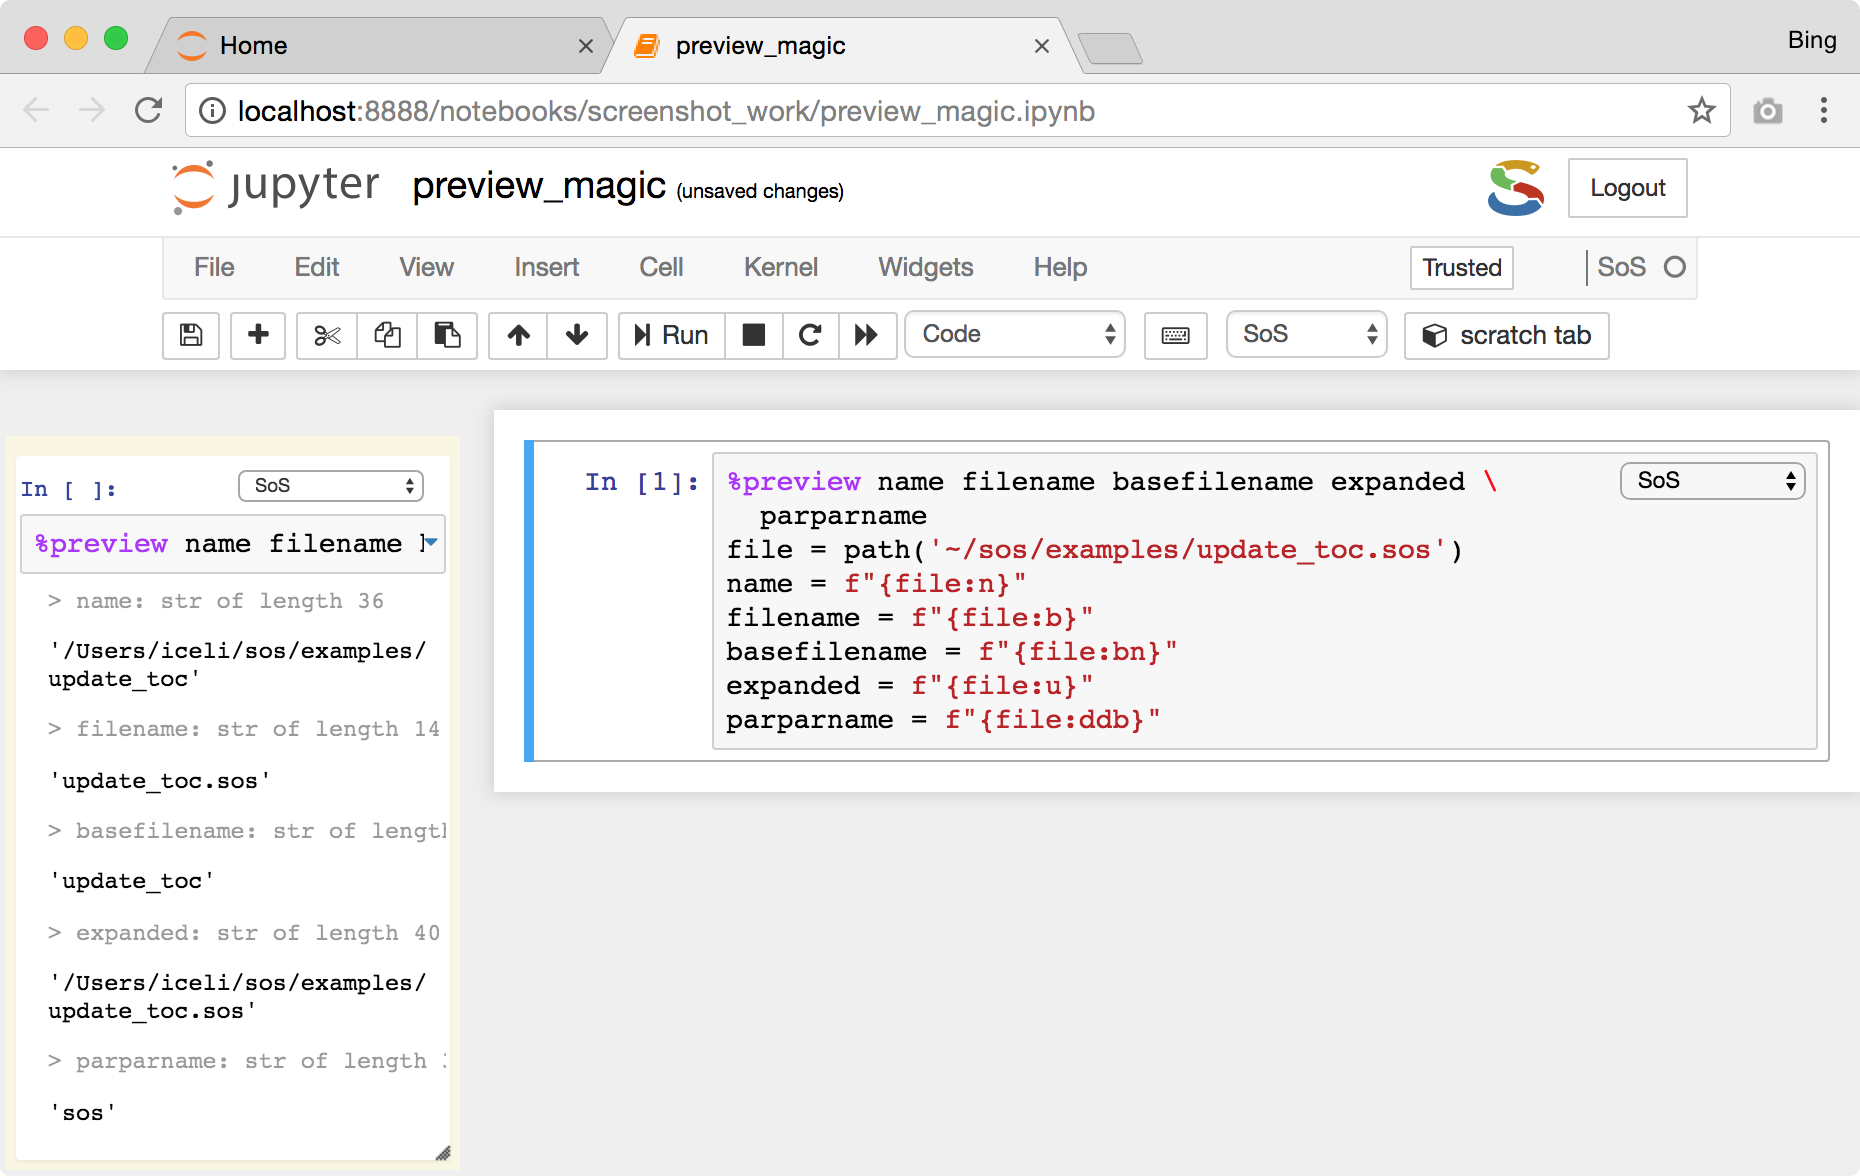 Home
preview_magic
Bing
localhost:8888/notebooks/screenshot_work/preview_magic.ipynb
jupyter preview_magic (unsaved changes)
Logout
File Edit View Insert Cell Kernel Widgets Help Trusted SoS
Run Code SoS scratch tab
In [ ]: SoS
%preview name filename
> name: str of length 36
'/Users/iceli/sos/examples/
update_toc'
> filename: str of length 14
'update_toc.sos'
> basefilename: str of length
'update_toc'
> expanded: str of length 40
'/Users/iceli/sos/examples/
update_toc.sos'
> parparname: str of length
'sos'
In [1]: %preview name filename basefilename expanded \ SoS
parparname
file = path('~/sos/examples/update_toc.sos')
name = f"{file:n}"
filename = f"{file:b}"
basefilename = f"{file:bn}"
expanded = f"{file:u}"
parparname = f"{file:ddb}"